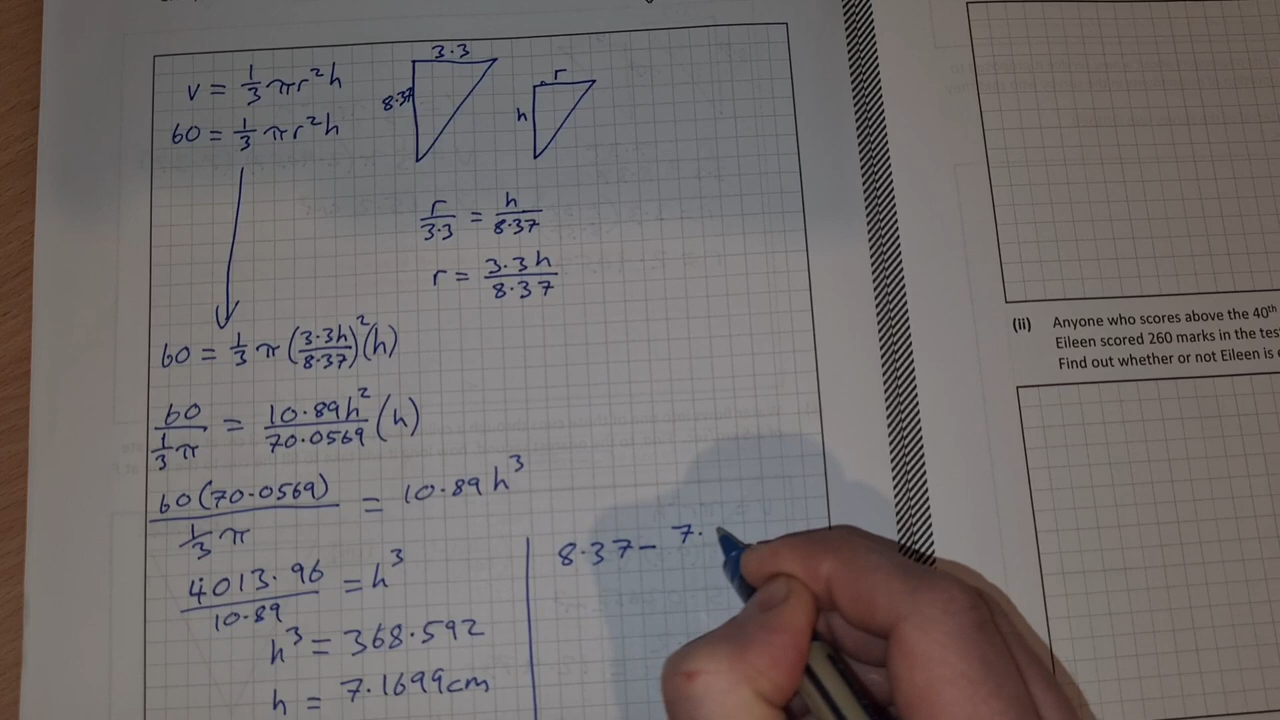 V = 1/3 πr²h
60 = 1/3 πr²h
3.3
8.37
r
h
r/3.3 = h/8.37
r = 3.3h/8.37
60 = 1/3 π (3.3h/8.37)² (h)
60/(1/3 π) = 10.89h²/70.0569 (h)
60(70.0569)/(1/3 π) = 10.89 h³
4013.96/10.89 = h³
h³ = 368.592
h = 7.1699cm
8.37 - 7.
(ii) Anyone who scores above the 40th
Eileen scored 260 marks in the
Find out whether or not Eileen is